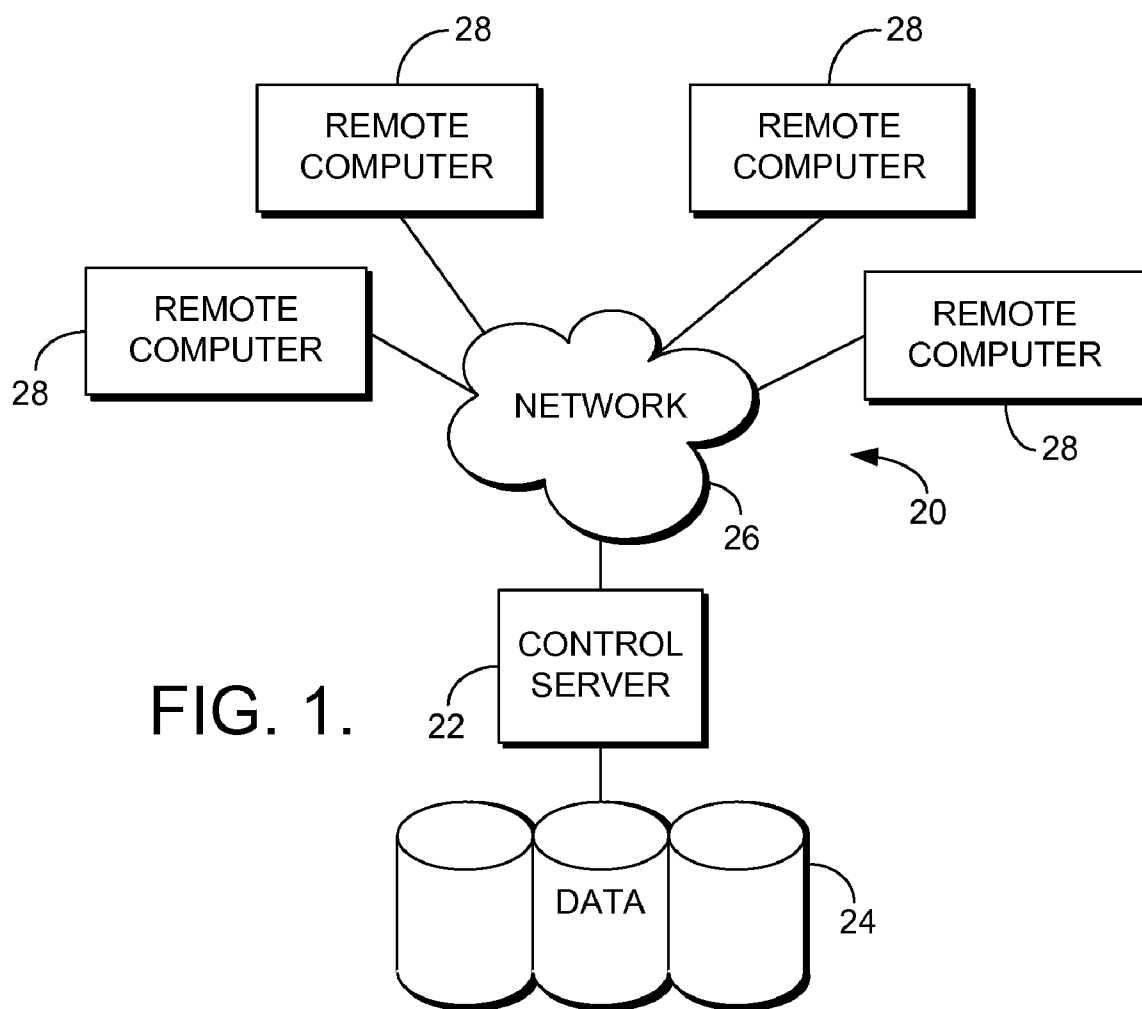 28
28
REMOTE
COMPUTER
REMOTE
COMPUTER
REMOTE
COMPUTER
REMOTE
COMPUTER
28
NETWORK
28
20
26
CONTROL
SERVER
22
FIG. 1.
DATA
24